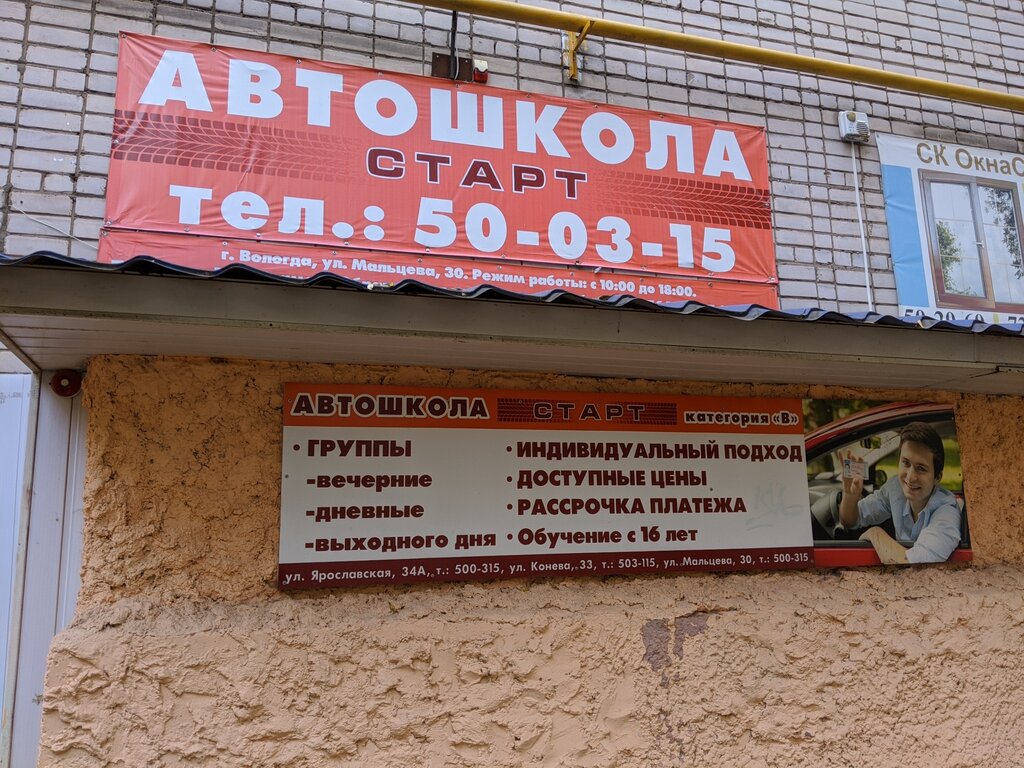 АВТОШКОЛА
СТАРТ
тел.: 50-03-15
г. Вологда, ул. Мальцева, 30. Режим работы: с 10:00 до 18:00.
СК Окна
АВТОШКОЛА СТАРТ категория «В»
· ГРУППЫ
-вечерние
-дневные
-выходного дня
· ИНДИВИДУАЛЬНЫЙ ПОДХОД
· ДОСТУПНЫЕ ЦЕНЫ
· РАССРОЧКА ПЛАТЕЖА
· Обучение с 16 лет
ул. Ярославская, 34А, т.: 500-315, ул. Конева, 33, т.: 503-115, ул. Мальцева, 30, т.: 500-315